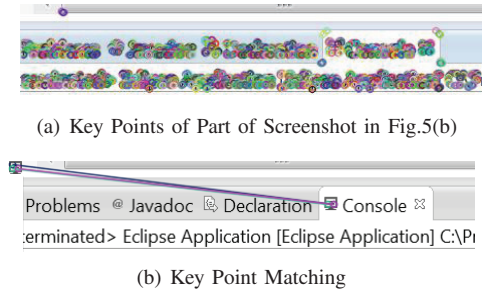 (a) Key Points of Part of Screenshot in Fig.5(b)
Problems @ Javadoc Declaration Console
terminated> Eclipse Application [Eclipse Application] C:\Pr
(b) Key Point Matching